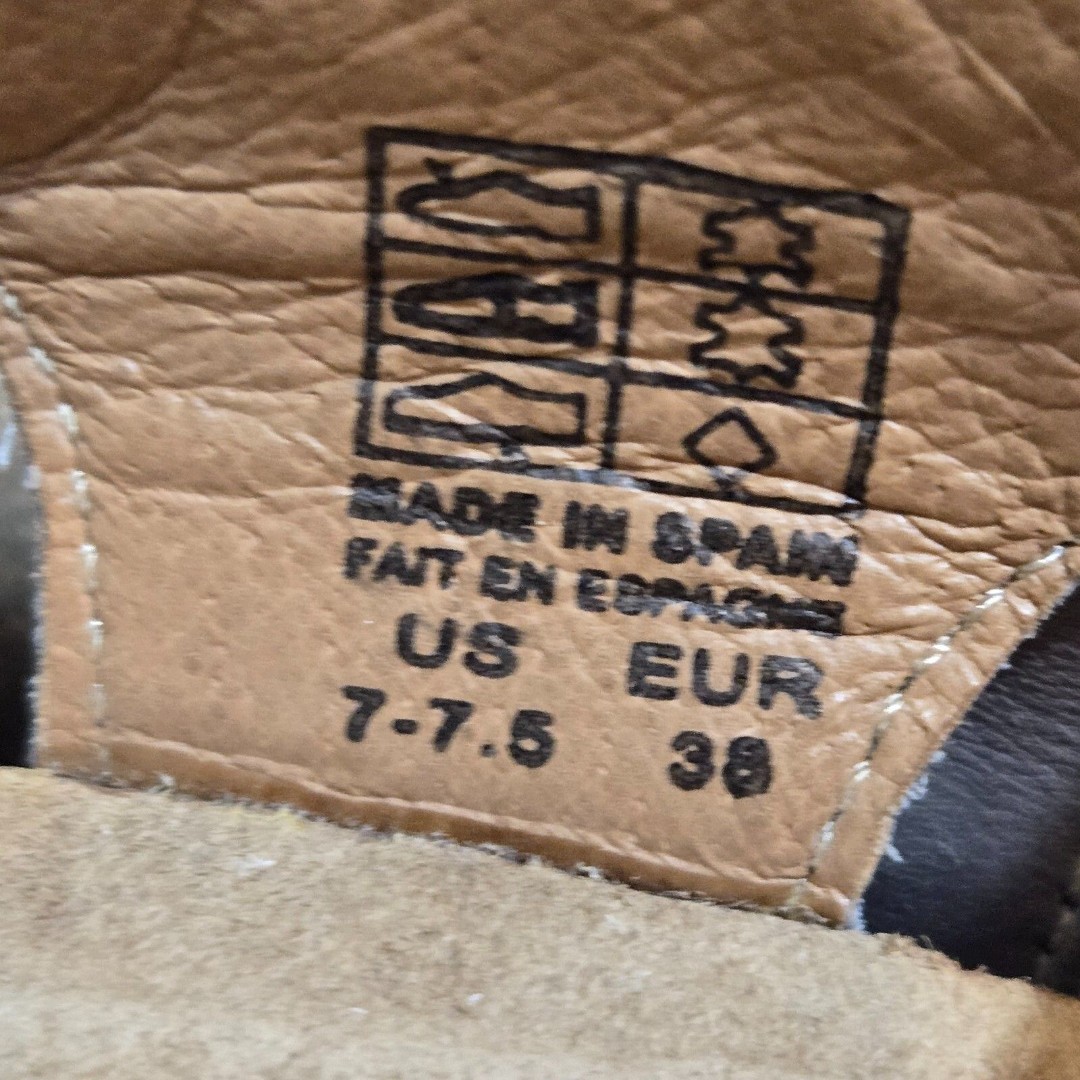 MADE IN SPAIN
FAIT EN ESPAGNE
US EUR
7-7.5 38